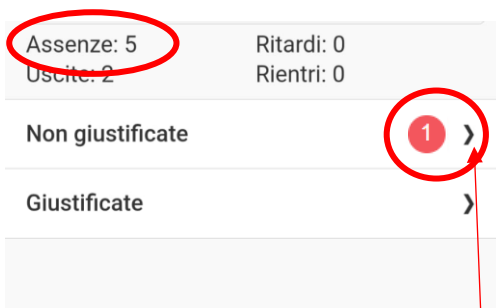 Assenze: 5 Ritardi: 0
Uscite: 2 Rientri: 0
Non giustificate 1
Giustificate